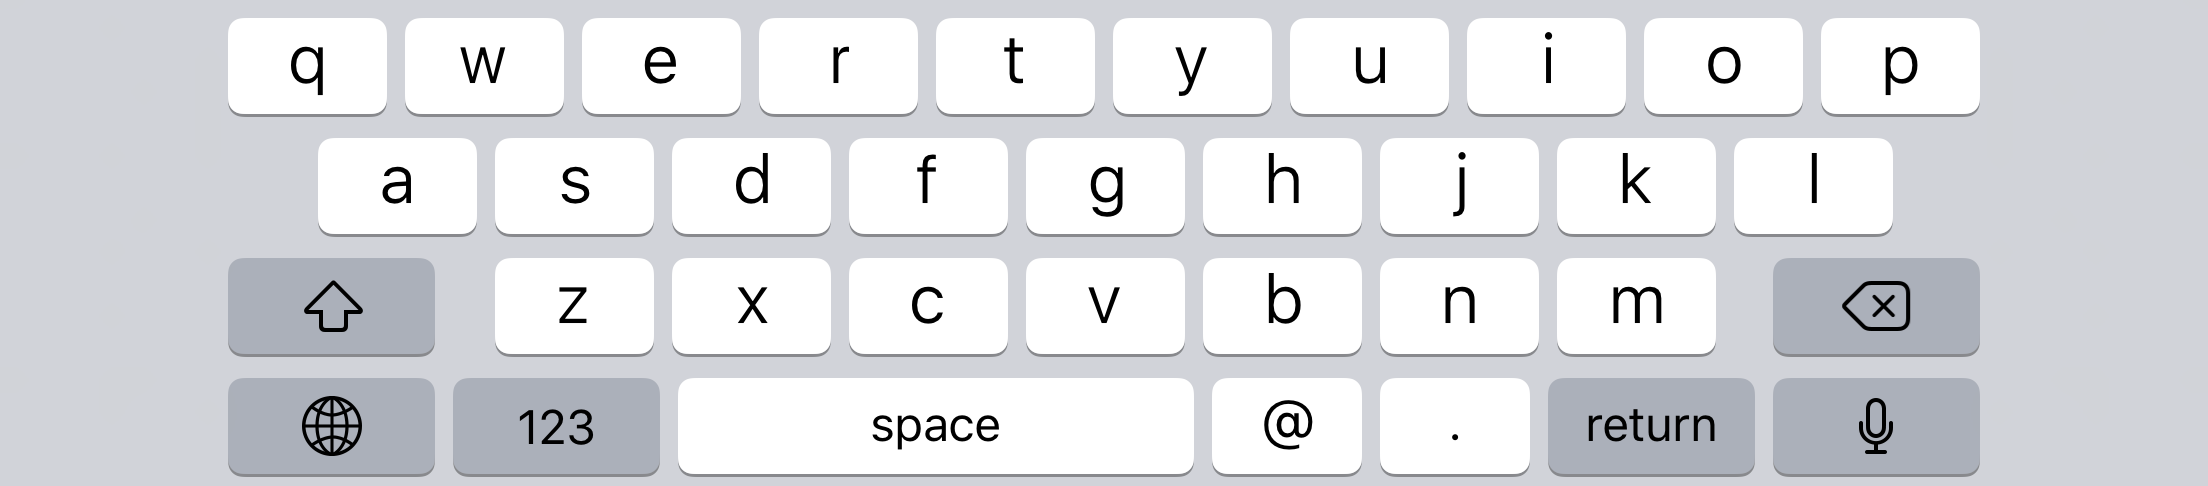 q w e r t y u i o p
a s d f g h j k l
z x c v b n m
123 space @ . return